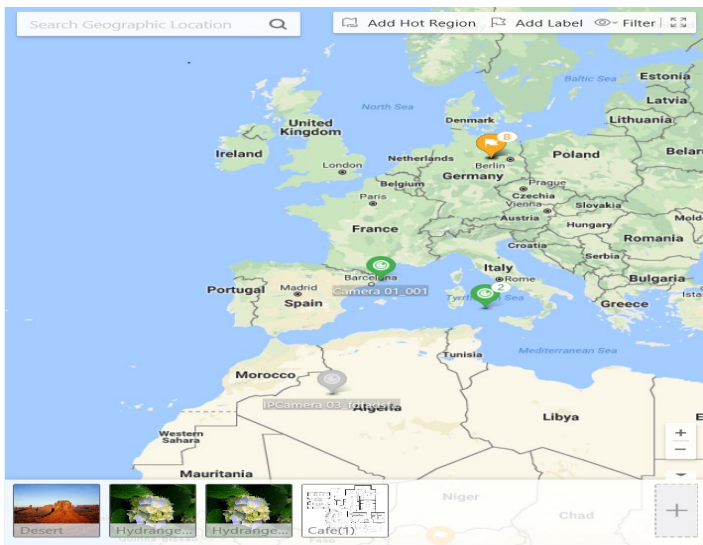 Search Geographic Location
Add Hot Region
Add Label
Filter
Estonia
Baltic Sea
Latvia
North Sea
Denmark
Lithuania
United
Kingdom
8
Ireland
Netherlands
Berlin
Poland
Belar
London
Germany
Belgium
Prague
Paris
Czechia
Vienna
Slovakia
Austria
Hungary
Mold
France
Croatia
Romania
Serbia
Italy
Barcelona
Rome
Bulgaria
Portugal
Madrid
Camera 01_001
2
Spain
Tyrrhenian Sea
Greece
Ista
Tunisia
Mediterranean Sea
Morocco
Algeria
Libya
E
Western
Sahara
Mauritania
Niger
Chad
Desert
Hydrange...
Hydrange...
Cafe(1)